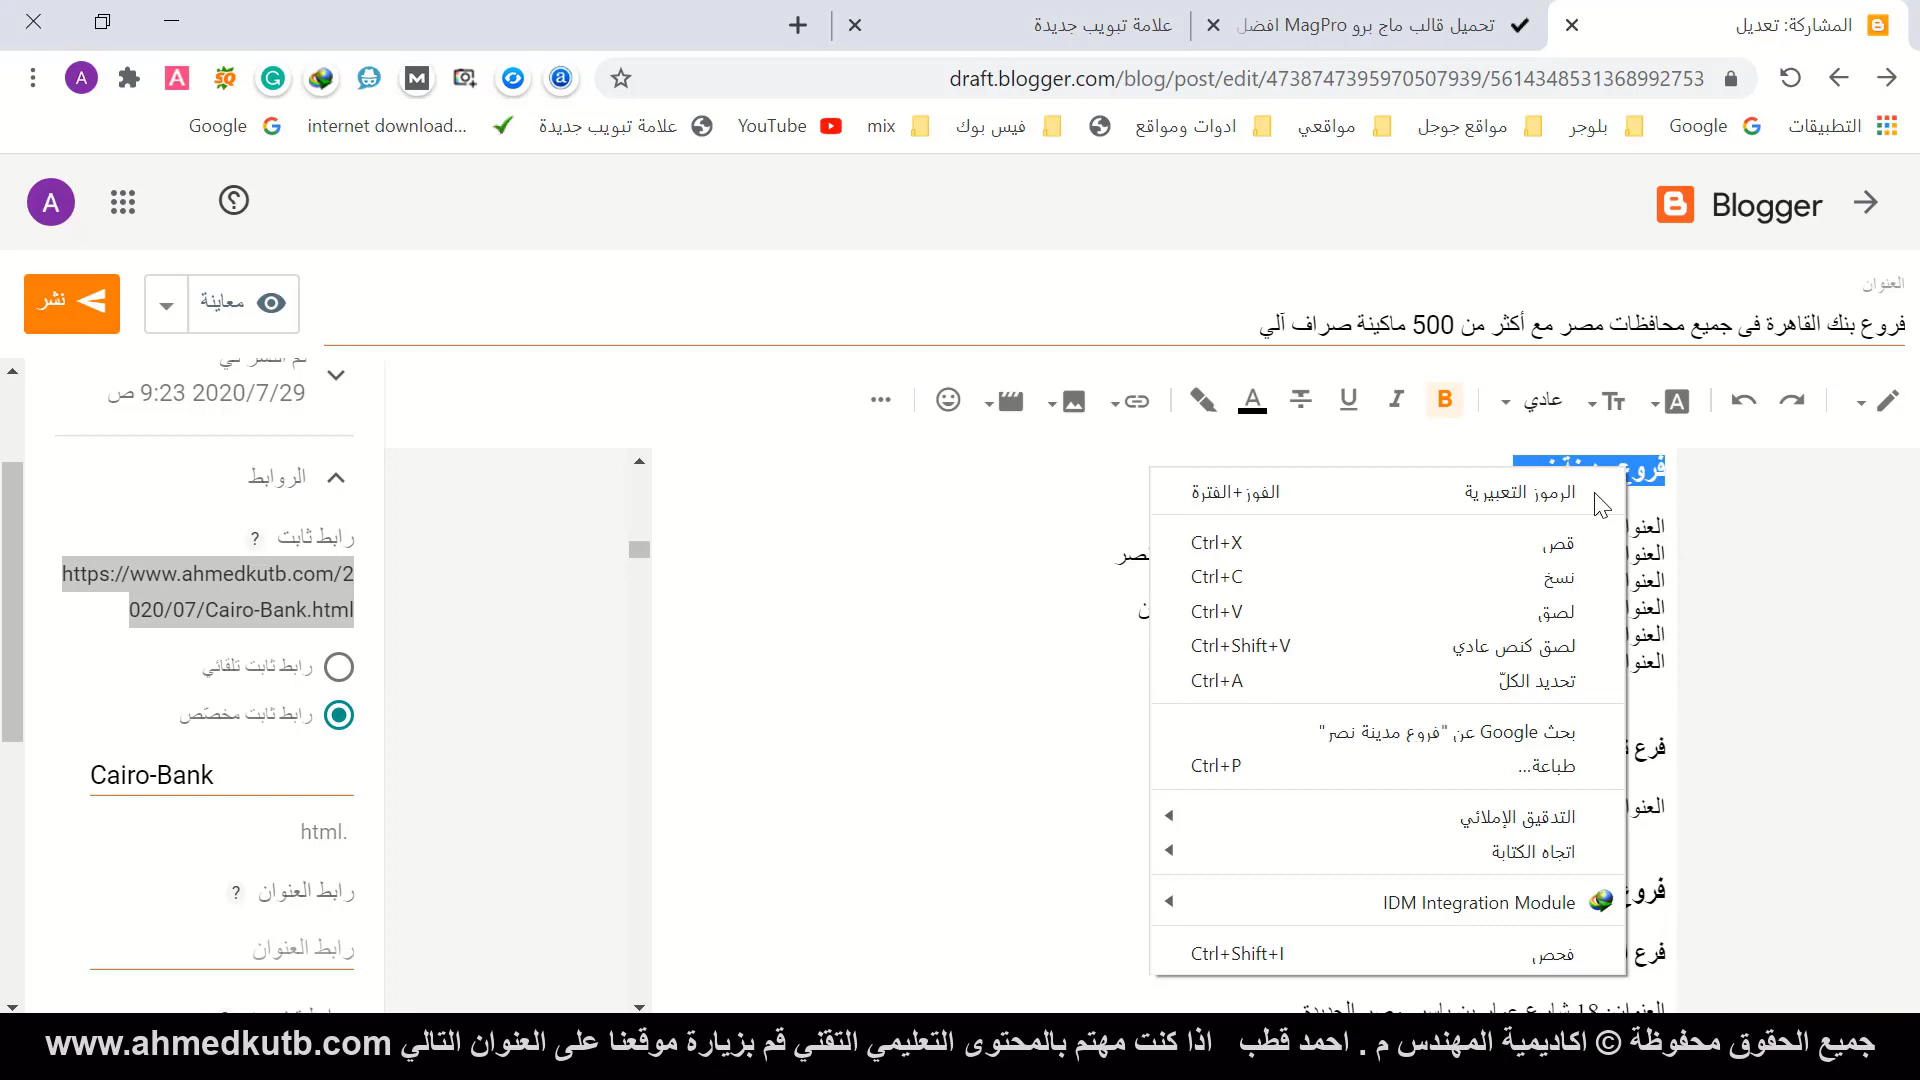 المشاركة: تعديل
تحميل قالب ماج برو MagPro افضل
علامة تبويب جديدة
draft.blogger.com/blog/post/edit/4738747395970507939/5614348531368992753
التطبيقات
Google
بلوجر
مواقع جوجل
مواقعي
ادوات ومواقع
فيس بوك
mix
YouTube
علامة تبويب جديدة
internet download...
Google
Blogger
A
العنوان
فروع بنك القاهرة فى جميع محافظات مصر مع أكثر من 500 ماكينة صراف آلي
معاينة
نشر
عادي
2020/7/29 9:23 ص
الروابط
رابط ثابت ?
https://www.ahmedkutb.com/2
020/07/Cairo-Bank.html
رابط ثابت تلقائي
رابط ثابت مخصّص
Cairo-Bank
.html
رابط العنوان ?
رابط العنوان
الرموز التعبيرية الفوز+الفترة
قص Ctrl+X
نسخ Ctrl+C
لصق Ctrl+V
لصق كنص عادي Ctrl+Shift+V
تحديد الكلّ Ctrl+A
بحث Google عن "فروع مدينة نصر"
طباعة... Ctrl+P
التدقيق الإملائي
اتجاه الكتابة
IDM Integration Module
فحص Ctrl+Shift+I
جميع الحقوق محفوظة © اكاديمية المهندس م . احمد قطب اذا كنت مهتم بالمحتوى التعليمي التقني قم بزيارة موقعنا على العنوان التالي www.ahmedkutb.com